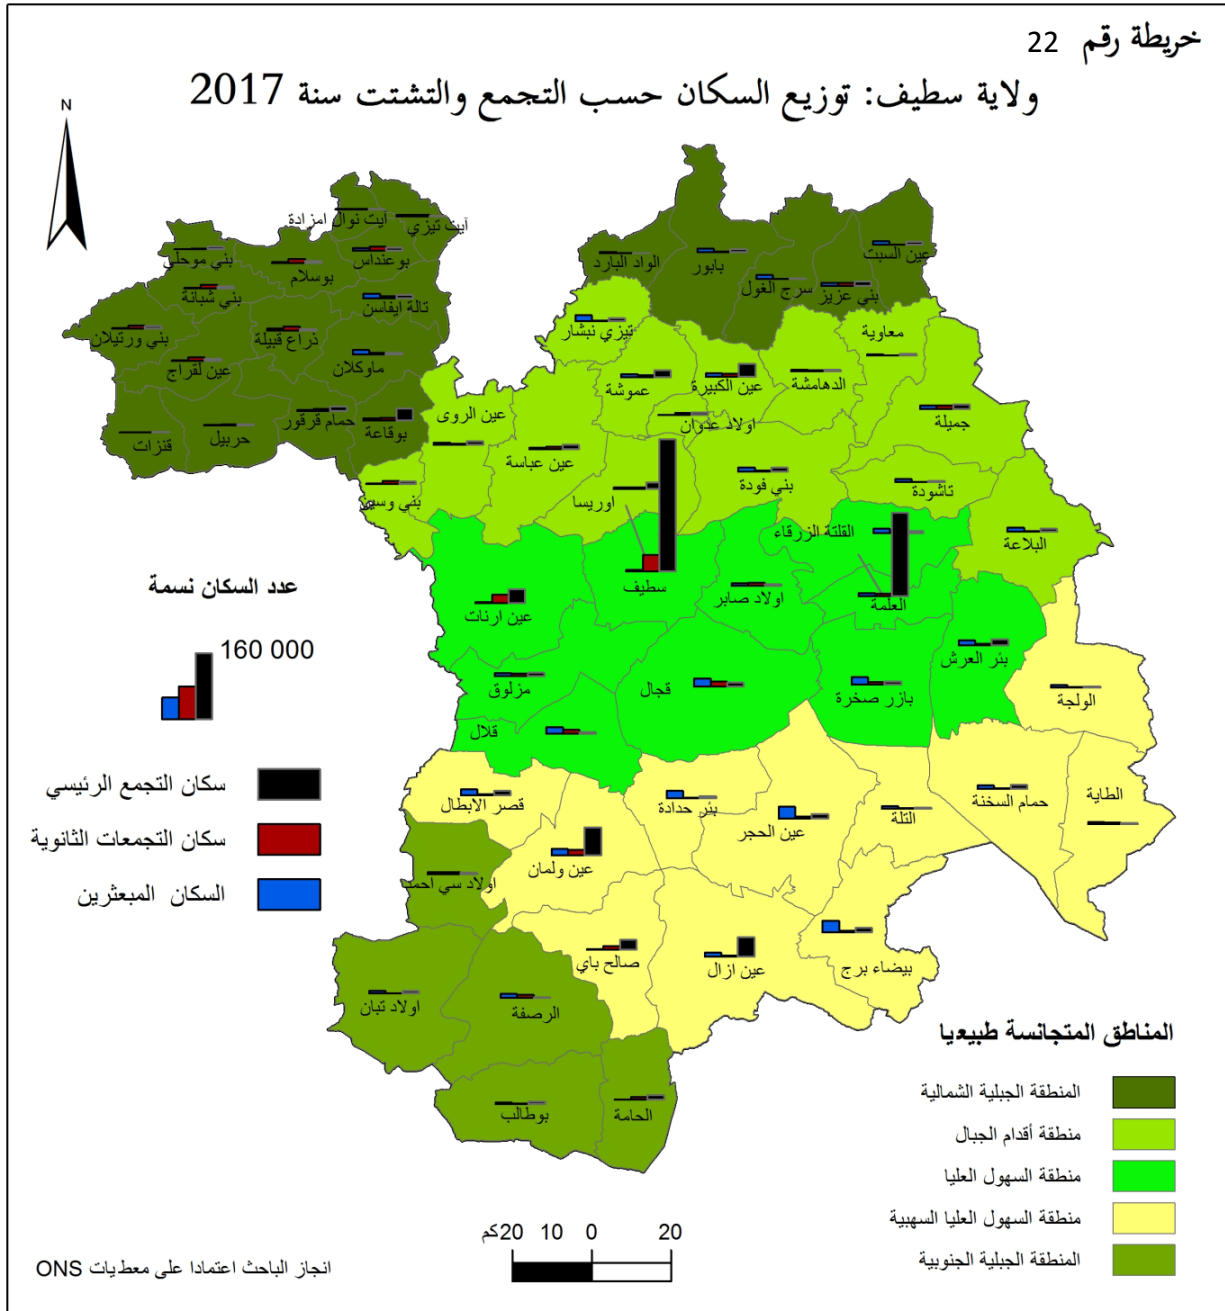 خريطة رقم 22
ولاية سطيف: توزيع السكان حسب التجمع والتشتت سنة 2017
N
آيت نوال امزادة
آيت تيزي
بني موحلي
بوسلام
بوعنداس
بني شبانة
تالة ايفاسن
بني ورتيلان
ذراع قبيلة
عين لقراج
ماوكلان
قنزات
حربيل
حمام قرقور
بوقاعة
الواد البارد
بابور
سرج الغول
بني عزيز
عين السبت
تيزي نبشار
معاوية
عموشة
عين الكبيرة
الدهامشة
جميلة
عين الروى
عين عباسة
اولاد عدوان
اوريسا
بني فودة
تاشودة
بني وسين
البلاعة
القلتة الزرقاء
سطيف
عين ارنات
اولاد صابر
العلمة
بئر العرش
مزلوق
قجال
بازر صخرة
قلال
الولجة
قصر الابطال
بئر حدادة
عين الحجر
التلة
حمام السخنة
الطاية
عين ولمان
اولاد سي احمد
صالح باي
عين ازال
بيضاء برج
اولاد تبان
الرصفة
بوطالب
الحامة
عدد السكان نسمة
160 000
سكان التجمع الرئيسي
سكان التجمعات الثانوية
السكان المبعثرين
المناطق المتجانسة طبيعيا
المنطقة الجبلية الشمالية
منطقة أقدام الجبال
منطقة السهول العليا
منطقة السهول العليا السهبية
المنطقة الجبلية الجنوبية
كم20 10 0 20
انجاز الباحث اعتمادا على معطيات ONS